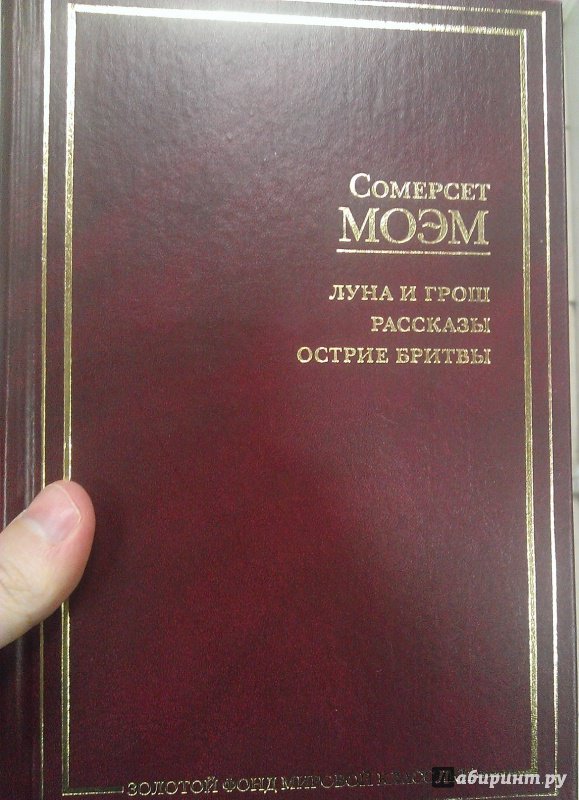 Сомерсет
МОЭМ
ЛУНА И ГРОШ
РАССКАЗЫ
ОСТРИЕ БРИТВЫ
ЗОЛОТОЙ ФОНД МИРОВОЙ
Лабиринт.ру